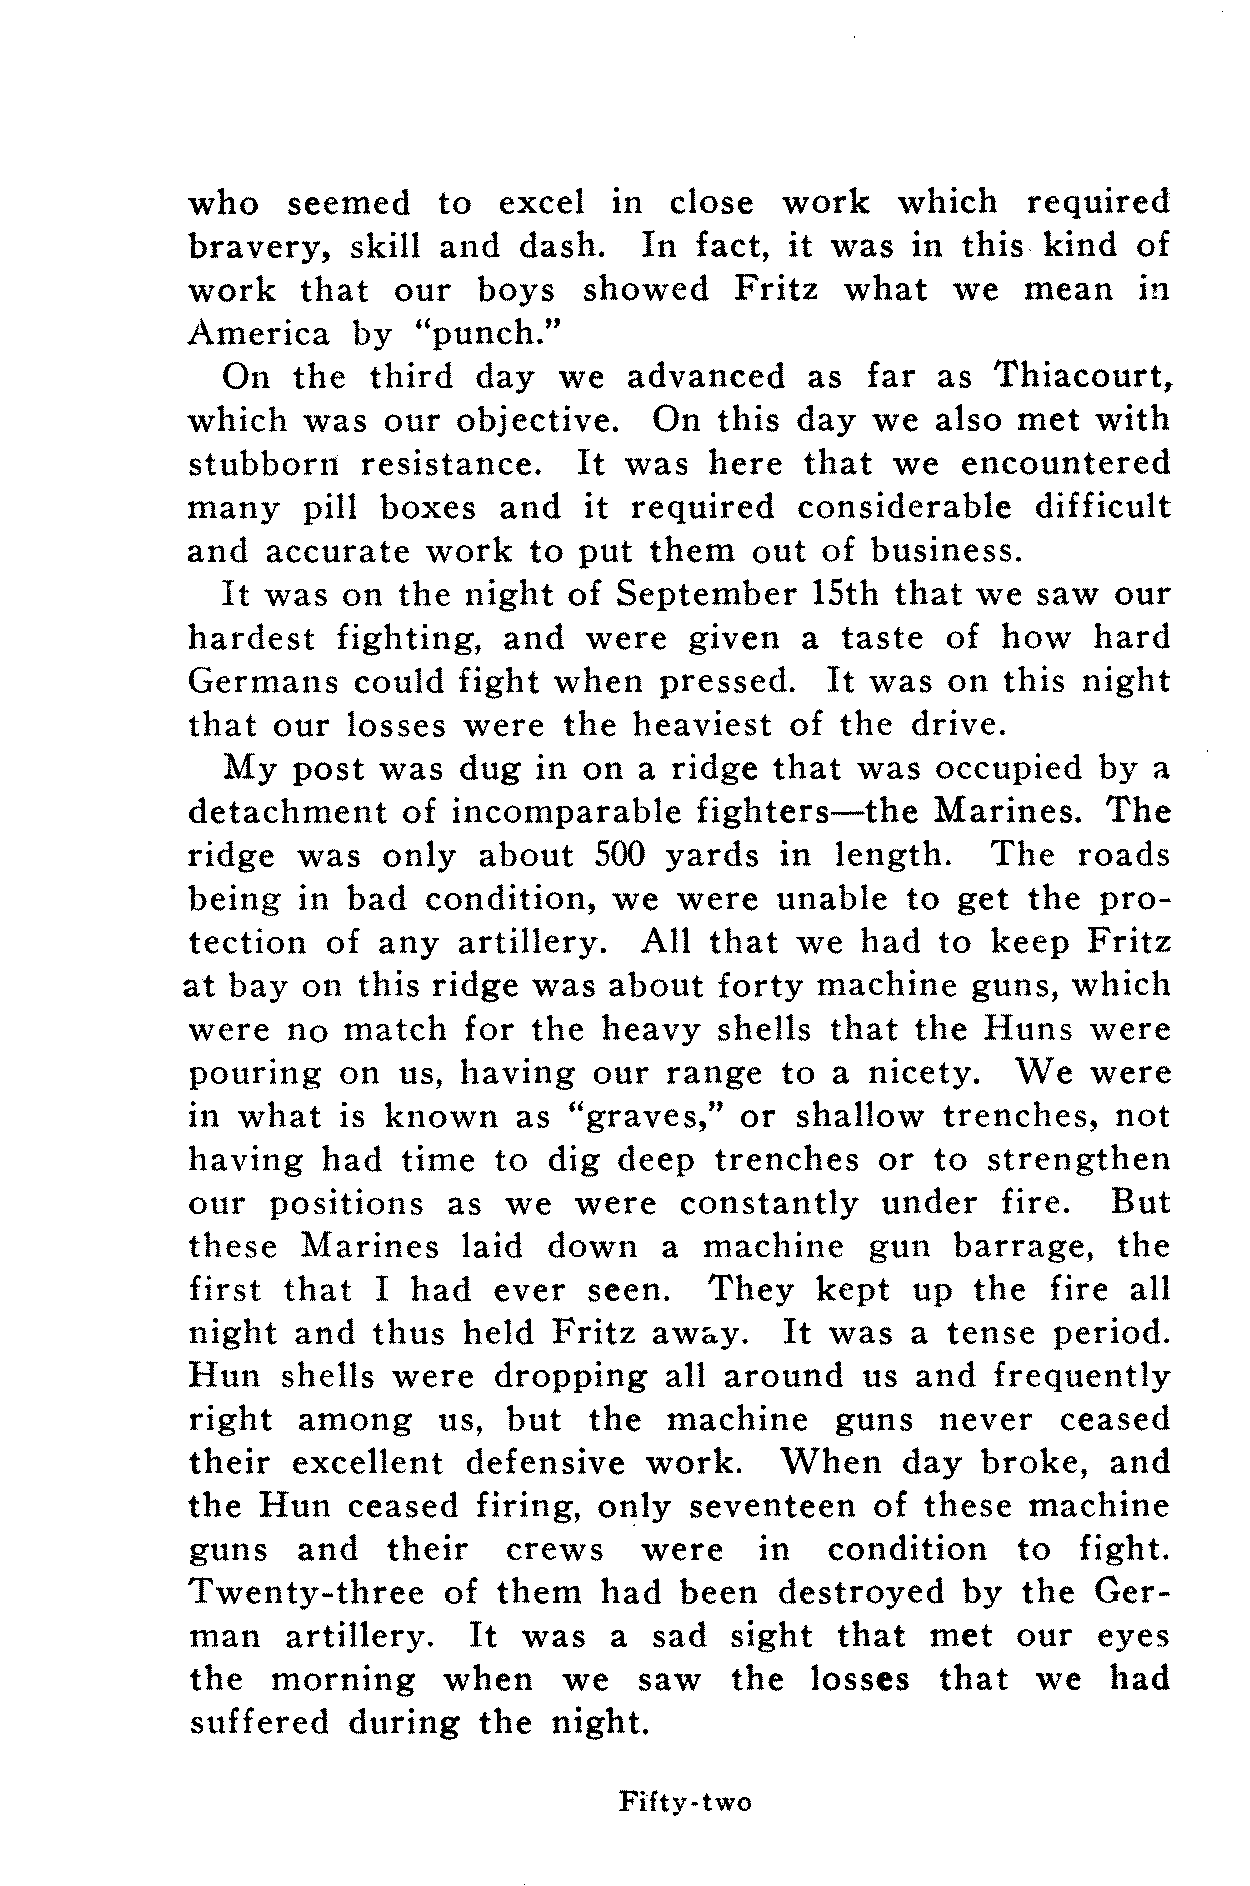 who seemed to excel in close work which required
bravery, skill and dash. In fact, it was in this kind of
work that our boys showed Fritz what we mean in
America by “punch.”
On the third day we advanced as far as Thiacourt,
which was our objective. On this day we also met with
stubborn resistance. It was here that we encountered
many pill boxes and it required considerable difficult
and accurate work to put them out of business.
It was on the night of September 15th that we saw our
hardest fighting, and were given a taste of how hard
Germans could fight when pressed. It was on this night
that our losses were the heaviest of the drive.
My post was dug in on a ridge that was occupied by a
detachment of incomparable fighters—the Marines. The
ridge was only about 500 yards in length. The roads
being in bad condition, we were unable to get the pro-
tection of any artillery. All that we had to keep Fritz
at bay on this ridge was about forty machine guns, which
were no match for the heavy shells that the Huns were
pouring on us, having our range to a nicety. We were
in what is known as “graves,” or shallow trenches, not
having had time to dig deep trenches or to strengthen
our positions as we were constantly under fire. But
these Marines laid down a machine gun barrage, the
first that I had ever seen. They kept up the fire all
night and thus held Fritz away. It was a tense period.
Hun shells were dropping all around us and frequently
right among us, but the machine guns never ceased
their excellent defensive work. When day broke, and
the Hun ceased firing, only seventeen of these machine
guns and their crews were in condition to fight.
Twenty-three of them had been destroyed by the Ger-
man artillery. It was a sad sight that met our eyes
the morning when we saw the losses that we had
suffered during the night.
Fifty-two